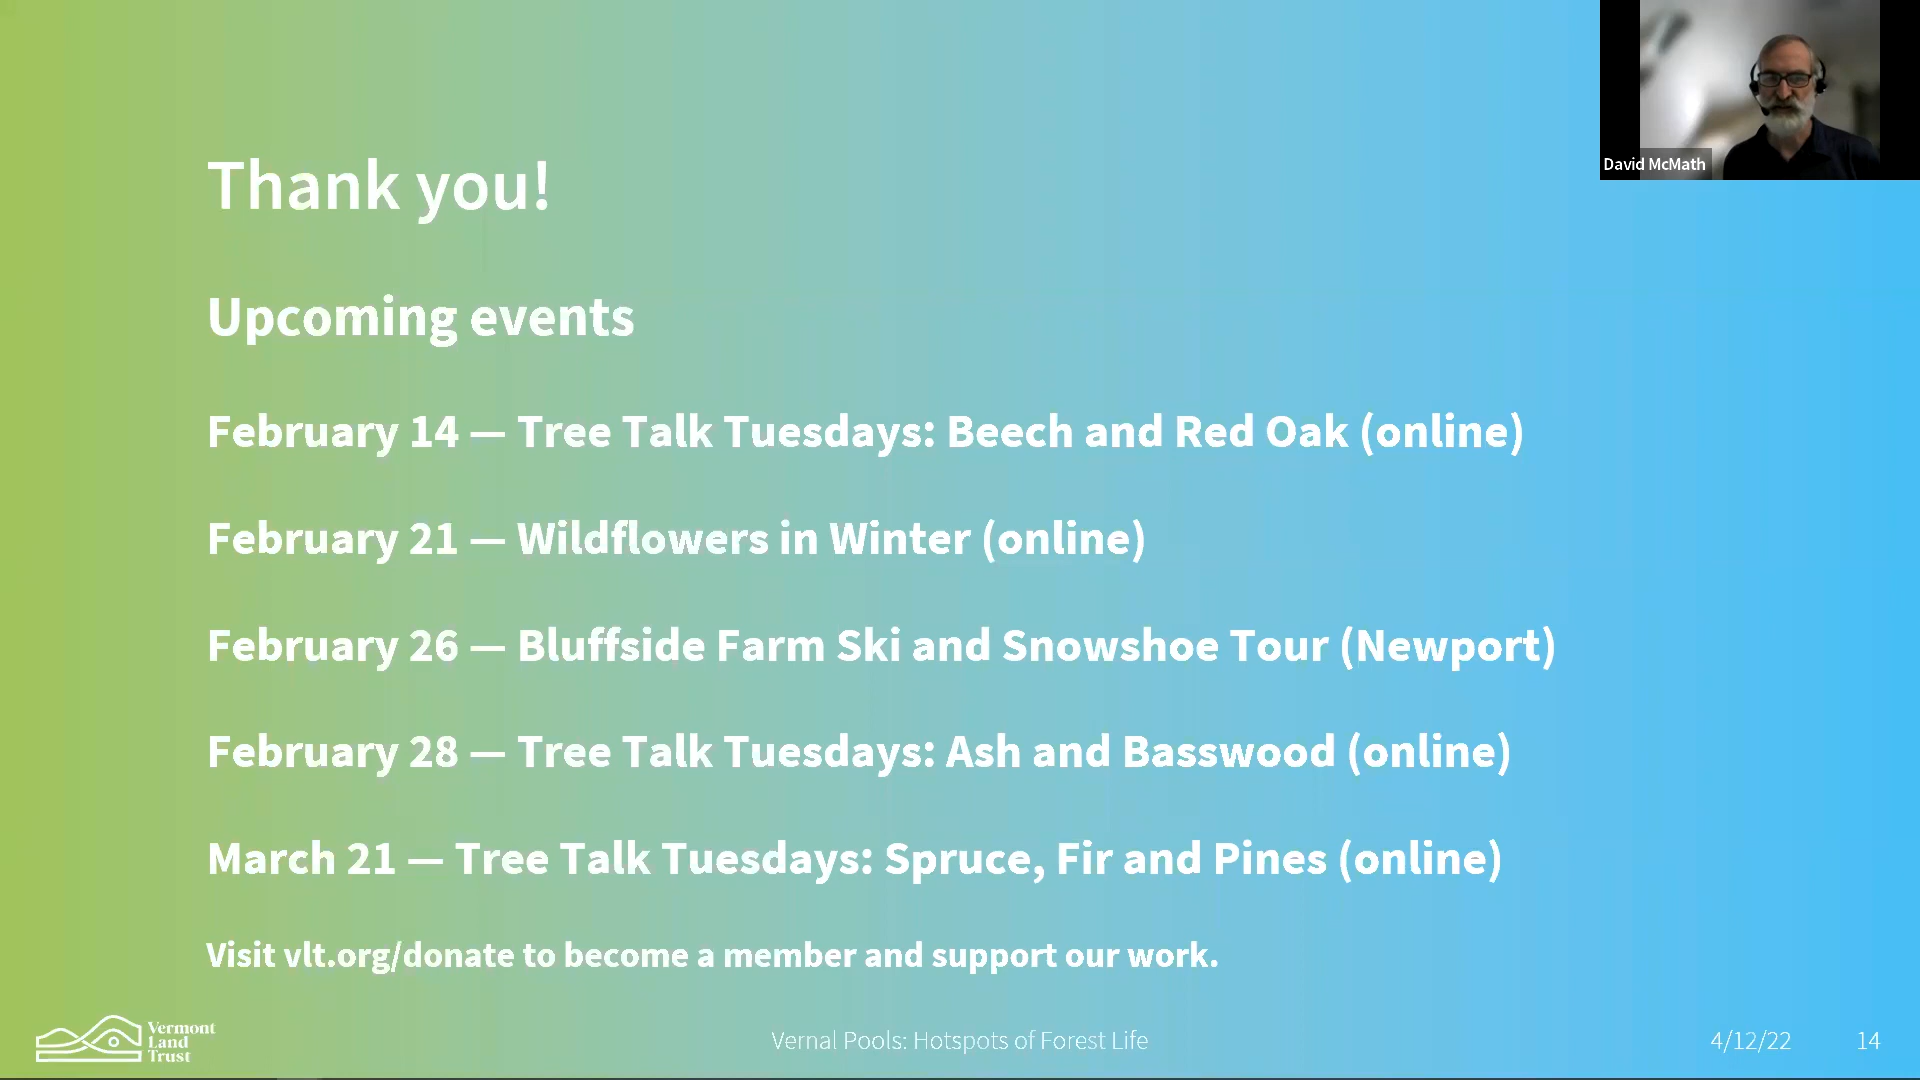 David McMath
Thank you!
Upcoming events
February 14 — Tree Talk Tuesdays: Beech and Red Oak (online)
February 21 — Wildflowers in Winter (online)
February 26 — Bluffside Farm Ski and Snowshoe Tour (Newport)
February 28 — Tree Talk Tuesdays: Ash and Basswood (online)
March 21 — Tree Talk Tuesdays: Spruce, Fir and Pines (online)
Visit vlt.org/donate to become a member and support our work.
Vermont
Land
Trust
Vernal Pools: Hotspots of Forest Life
4/12/22
14